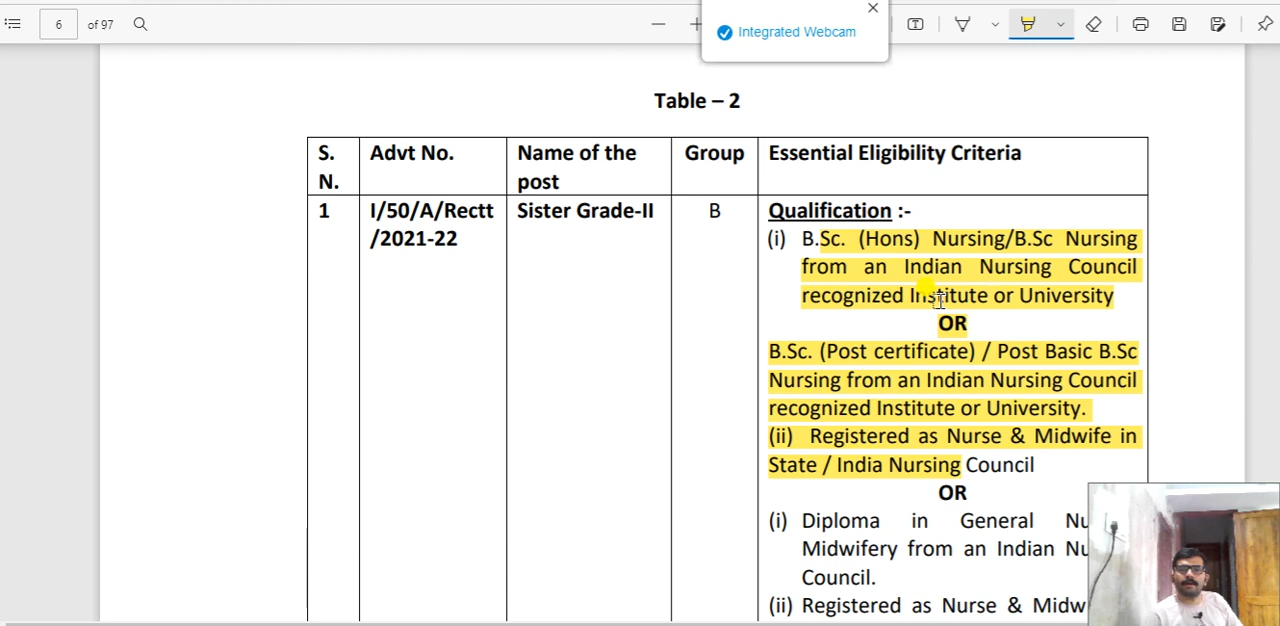 6 of 97
Integrated Webcam
Table – 2
S. N.
Advt No.
Name of the post
Group
Essential Eligibility Criteria
1
I/50/A/Rectt
/2021-22
Sister Grade-II
B
Qualification :-
(i) B.Sc. (Hons) Nursing/B.Sc Nursing
from an Indian Nursing Council
recognized Institute or University
OR
B.Sc. (Post certificate) / Post Basic B.Sc
Nursing from an Indian Nursing Council
recognized Institute or University.
(ii) Registered as Nurse & Midwife in
State / India Nursing Council
OR
(i) Diploma in General
Midwifery from an Indian
Council.
(ii) Registered as Nurse &